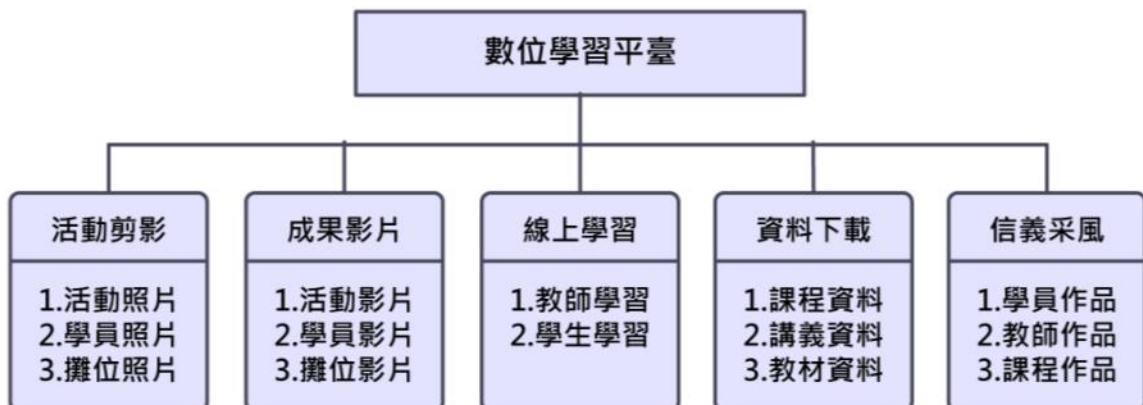 數位學習平臺
活動剪影
1.活動照片
2.學員照片
3.攤位照片
成果影片
1.活動影片
2.學員影片
3.攤位影片
線上學習
1.教師學習
2.學生學習
資料下載
1.課程資料
2.講義資料
3.教材資料
信義采風
1.學員作品
2.教師作品
3.課程作品